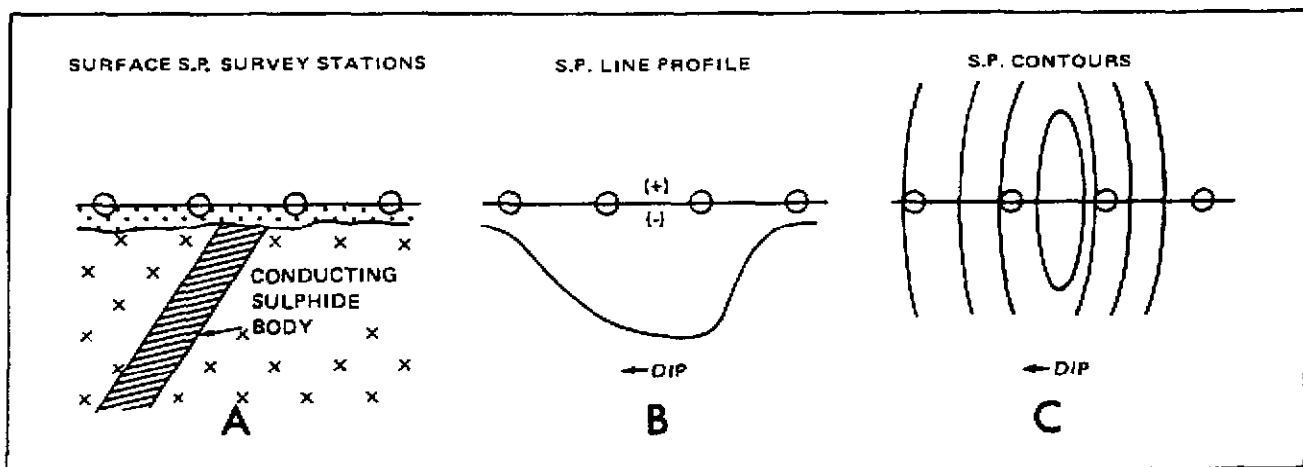 SURFACE S.P. SURVEY STATIONS
CONDUCTING
SULPHIDE
BODY
A
S.P. LINE PROFILE
(+)
(-)
←DIP
B
S.P. CONTOURS
←DIP
C